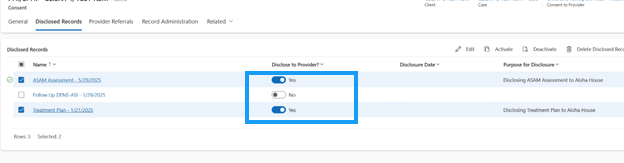 Consent
Client
Case
Consent to Provider
General Disclosed Records Provider Referrals Record Administration Related
Disclosed Records
Edit Activate Deactivate Delete Disclosed Reco
Name ↑ Disclose to Provider? Disclosure Date Purpose for Disclosure
ASAM Assessment - 5/29/2025 Yes Disclosing ASAM Assessment to Aloha House
Follow Up DENS ASI - 1/29/2025 No
Treatment Plan - 1/21/2025 Yes Disclosing Treatment Plan to Aloha House
Rows: 3 Selected: 2